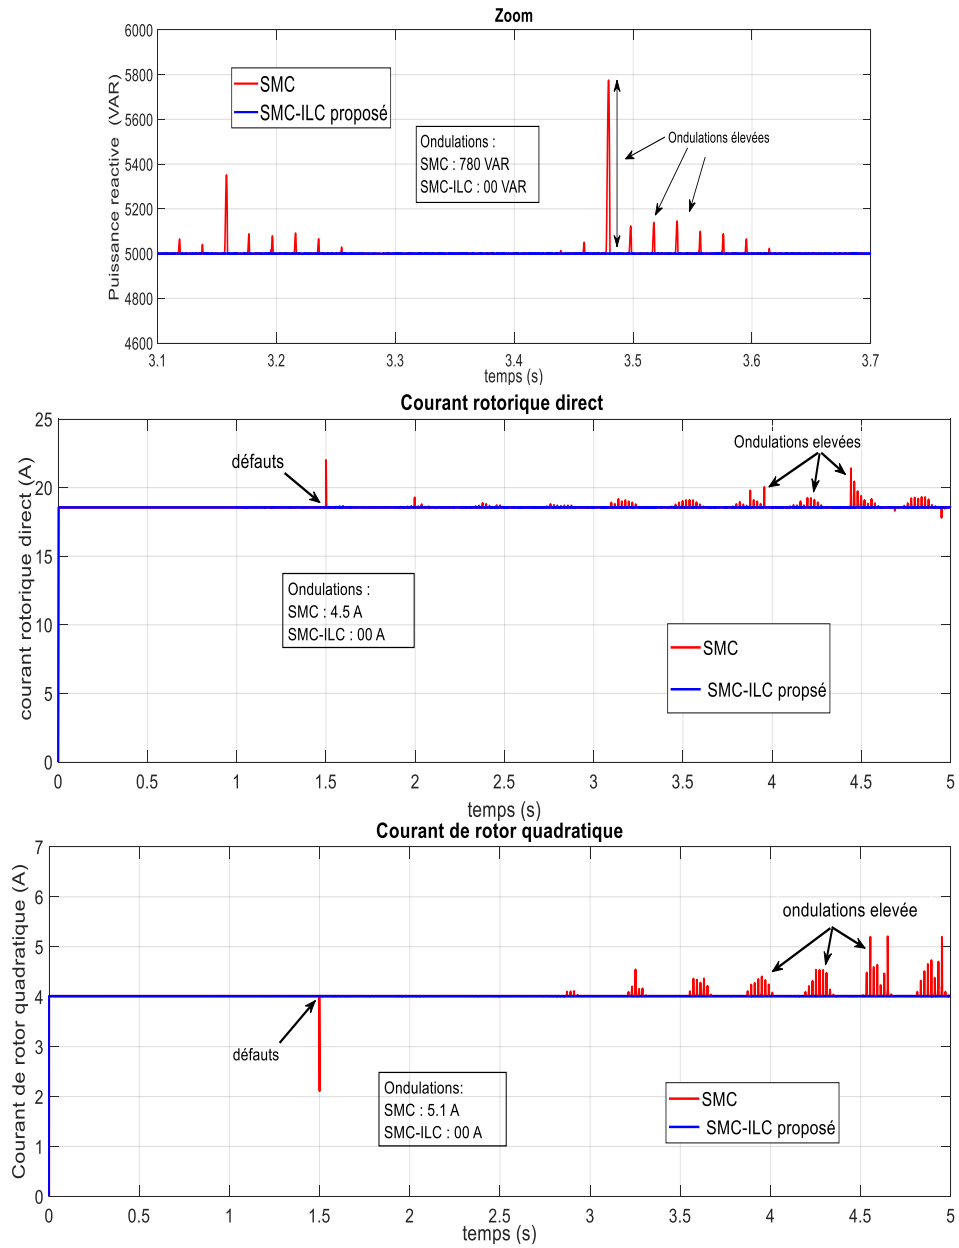 Zoom
6000
5800
5600
5400
5200
5000
4800
4600
Puissance reactive (VAR)
SMC
SMC-ILC proposé
Ondulations :
SMC : 780 VAR
SMC-ILC : 00 VAR
Ondulations élevées
3.1 3.2 3.3 3.4 3.5 3.6 3.7
temps (s)
Courant rotorique direct
25
20
15
10
5
0
courant rotorique direct (A)
défauts
Ondulations elevées
Ondulations :
SMC : 4.5 A
SMC-ILC : 00 A
SMC
SMC-ILC propsé
0 0.5 1 1.5 2 2.5 3 3.5 4 4.5 5
temps (s)
Courant de rotor quadratique
7
6
5
4
3
2
1
0
Courant de rotor quadratique (A)
ondulations elevée
défauts
Ondulations:
SMC : 5.1 A
SMC-ILC : 00 A
SMC
SMC-ILC proposé
0 0.5 1 1.5 2 2.5 3 3.5 4 4.5 5
temps (s)